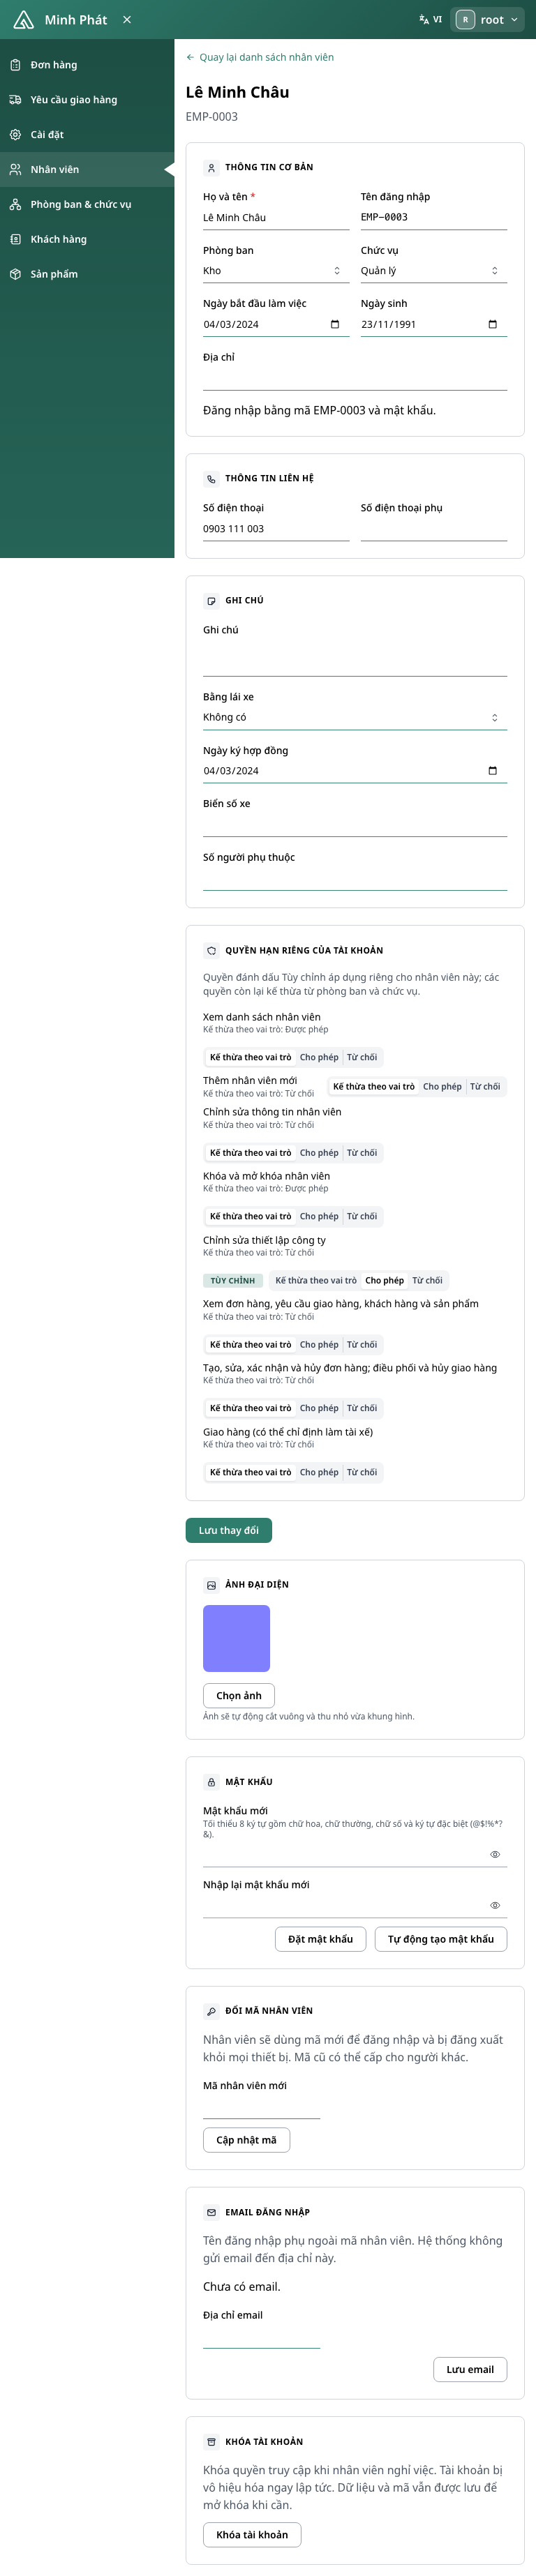 Minh Phát
VI
R root
Đơn hàng
Yêu cầu giao hàng
Cài đặt
Nhân viên
Phòng ban & chức vụ
Khách hàng
Sản phẩm
Quay lại danh sách nhân viên
Lê Minh Châu
EMP-0003
THÔNG TIN CƠ BẢN
Họ và tên * Tên đăng nhập
Lê Minh Châu EMP-0003
Phòng ban Chức vụ
Kho Quản lý
Ngày bắt đầu làm việc Ngày sinh
04/03/2024 23/11/1991
Địa chỉ
Đăng nhập bằng mã EMP-0003 và mật khẩu.
THÔNG TIN LIÊN HỆ
Số điện thoại Số điện thoại phụ
0903 111 003
GHI CHÚ
Ghi chú
Bằng lái xe
Không có
Ngày ký hợp đồng
04/03/2024
Biển số xe
Số người phụ thuộc
QUYỀN HẠN RIÊNG CỦA TÀI KHOẢN
Quyền đánh dấu Tùy chỉnh áp dụng riêng cho nhân viên này; các
quyền còn lại kế thừa từ phòng ban và chức vụ.
Xem danh sách nhân viên
Kế thừa theo vai trò: Được phép
Kế thừa theo vai trò Cho phép Từ chối
Thêm nhân viên mới
Kế thừa theo vai trò: Từ chối
Kế thừa theo vai trò Cho phép Từ chối
Chỉnh sửa thông tin nhân viên
Kế thừa theo vai trò: Từ chối
Kế thừa theo vai trò Cho phép Từ chối
Khóa và mở khóa nhân viên
Kế thừa theo vai trò: Được phép
Kế thừa theo vai trò Cho phép Từ chối
Chỉnh sửa thiết lập công ty
Kế thừa theo vai trò: Từ chối
TÙY CHỈNH Kế thừa theo vai trò Cho phép Từ chối
Xem đơn hàng, yêu cầu giao hàng, khách hàng và sản phẩm
Kế thừa theo vai trò: Từ chối
Kế thừa theo vai trò Cho phép Từ chối
Tạo, sửa, xác nhận và hủy đơn hàng; điều phối và hủy giao hàng
Kế thừa theo vai trò: Từ chối
Kế thừa theo vai trò Cho phép Từ chối
Giao hàng (có thể chỉ định làm tài xế)
Kế thừa theo vai trò: Từ chối
Kế thừa theo vai trò Cho phép Từ chối
Lưu thay đổi
ẢNH ĐẠI DIỆN
Chọn ảnh
Ảnh sẽ tự động cắt vuông và thu nhỏ vừa khung hình.
MẬT KHẨU
Mật khẩu mới
Tối thiểu 8 ký tự gồm chữ hoa, chữ thường, chữ số và ký tự đặc biệt (@$!%*?
&).
Nhập lại mật khẩu mới
Đặt mật khẩu Tự động tạo mật khẩu
ĐỔI MÃ NHÂN VIÊN
Nhân viên sẽ dùng mã mới để đăng nhập và bị đăng xuất
khỏi mọi thiết bị. Mã cũ có thể cấp cho người khác.
Mã nhân viên mới
Cập nhật mã
EMAIL ĐĂNG NHẬP
Tên đăng nhập phụ ngoài mã nhân viên. Hệ thống không
gửi email đến địa chỉ này.
Chưa có email.
Địa chỉ email
Lưu email
KHÓA TÀI KHOẢN
Khóa quyền truy cập khi nhân viên nghỉ việc. Tài khoản bị
vô hiệu hóa ngay lập tức. Dữ liệu và mã vẫn được lưu để
mở khóa khi cần.
Khóa tài khoản